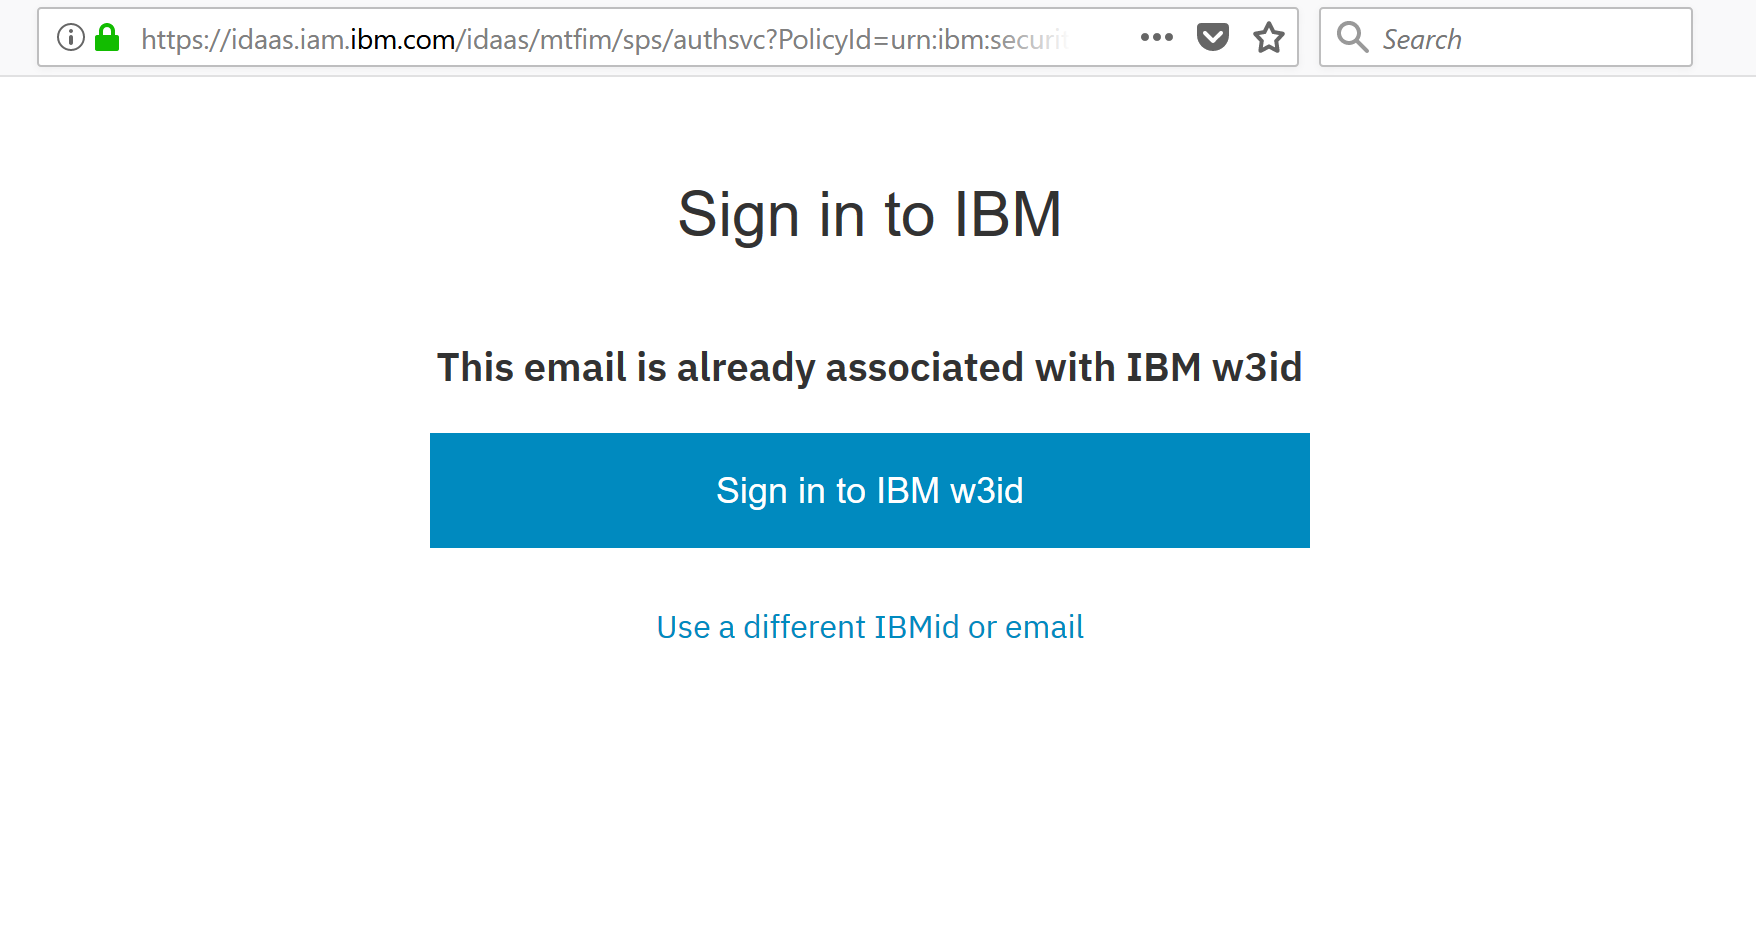 https://idaas.iam.ibm.com/idaas/mtfim/sps/authsvc?PolicyId=urn:ibm:securit
Search
Sign in to IBM
This email is already associated with IBM w3id
Sign in to IBM w3id
Use a different IBMid or email